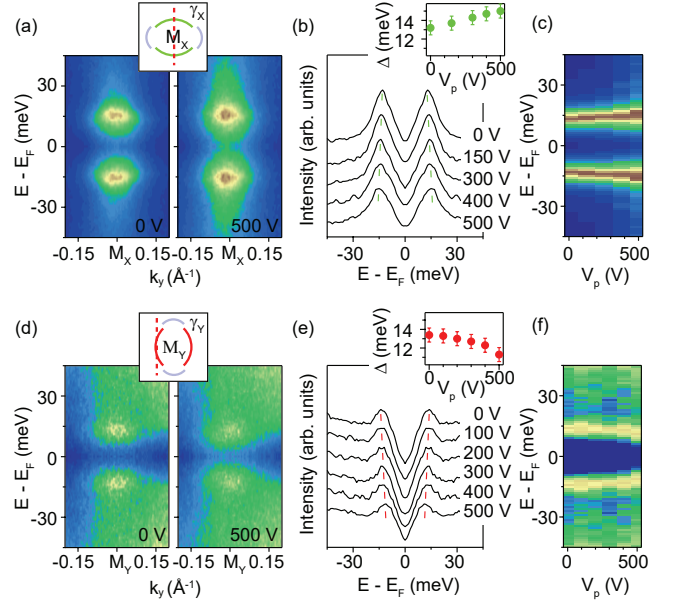 (a)
γX
MX
E - EF (meV)
30
0
-30
0 V
500 V
-0.15 MX 0.15
-0.15 MX 0.15
ky (Å-1)
(b)
Δ (meV)
14
12
0
500
Vp (V)
Intensity (arb. units)
0 V
150 V
300 V
400 V
500 V
-30 0 30
E - EF (meV)
(c)
30
0
-30
E - EF (meV)
0
500
Vp (V)
(d)
γY
MY
E - EF (meV)
30
0
-30
0 V
500 V
-0.15 MY 0.15
-0.15 MY 0.15
ky (Å-1)
(e)
Δ (meV)
14
12
0
500
Vp (V)
Intensity (arb. units)
0 V
100 V
200 V
300 V
400 V
500 V
-30 0 30
E - EF (meV)
(f)
30
0
-30
E - EF (meV)
0
500
Vp (V)